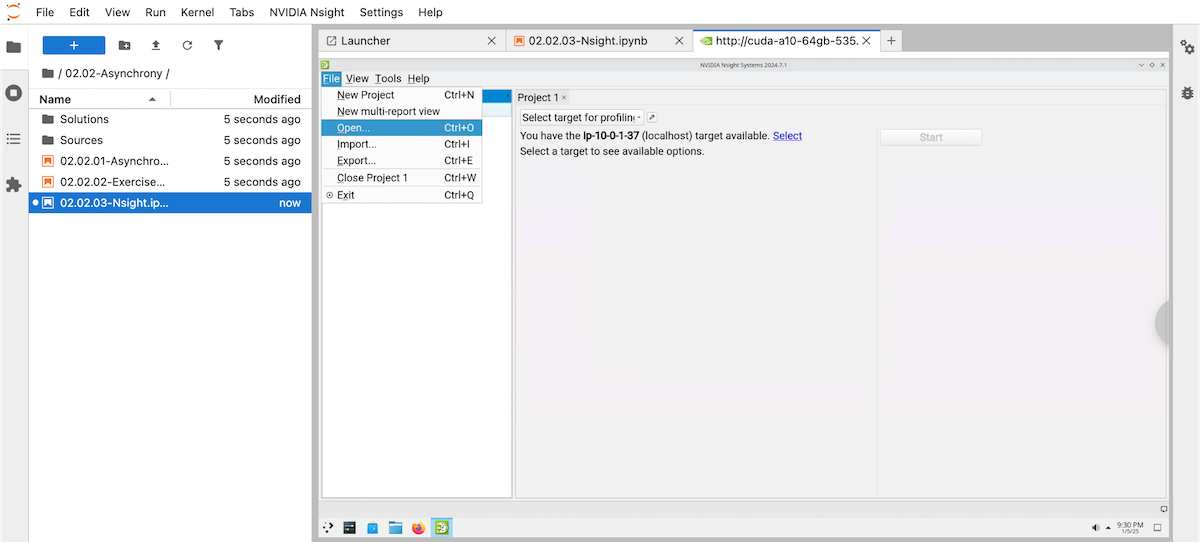 File Edit View Run Kernel Tabs NVIDIA Nsight Settings Help
+
/ 02.02-Asynchrony /
Name Modified
Solutions 5 seconds ago
Sources 5 seconds ago
02.02.01-Asynchro... 5 seconds ago
02.02.02-Exercise... 5 seconds ago
02.02.03-Nsight.ip... now
Launcher 02.02.03-Nsight.ipynb http://cuda-a10-64gb-535.
NVIDIA Nsight Systems 2024.7.1
File View Tools Help
New Project Ctrl+N
New multi-report view
Open... Ctrl+O
Import... Ctrl+I
Export... Ctrl+E
Close Project 1 Ctrl+W
Exit Ctrl+Q
Project 1
Select target for profiling
You have the ip-10-0-1-37 (localhost) target available. Select
Select a target to see available options.
Start
9:30 PM
1/5/25